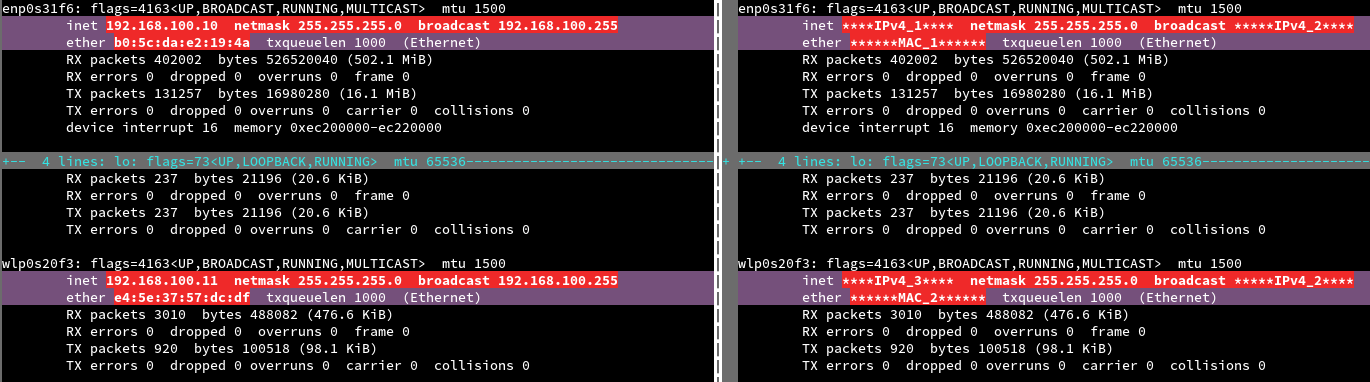 enp0s31f6: flags=4163<UP,BROADCAST,RUNNING,MULTICAST>  mtu 1500
inet 192.168.100.10  netmask 255.255.255.0  broadcast 192.168.100.255
ether b0:5c:da:e2:19:4a  txqueuelen 1000  (Ethernet)
RX packets 402002  bytes 526520040 (502.1 MiB)
RX errors 0  dropped 0  overruns 0  frame 0
TX packets 131257  bytes 16980280 (16.1 MiB)
TX errors 0  dropped 0 overruns 0  carrier 0  collisions 0
device interrupt 16  memory 0xec200000-ec220000
+--  4 lines: lo: flags=73<UP,LOOPBACK,RUNNING>  mtu 65536------------------------------
RX packets 237  bytes 21196 (20.6 KiB)
RX errors 0  dropped 0  overruns 0  frame 0
TX packets 237  bytes 21196 (20.6 KiB)
TX errors 0  dropped 0 overruns 0  carrier 0  collisions 0
wlp0s20f3: flags=4163<UP,BROADCAST,RUNNING,MULTICAST>  mtu 1500
inet 192.168.100.11  netmask 255.255.255.0  broadcast 192.168.100.255
ether e4:5e:37:57:dc:df  txqueuelen 1000  (Ethernet)
RX packets 3010  bytes 488082 (476.6 KiB)
RX errors 0  dropped 0  overruns 0  frame 0
TX packets 920  bytes 100518 (98.1 KiB)
TX errors 0  dropped 0 overruns 0  carrier 0  collisions 0
enp0s31f6: flags=4163<UP,BROADCAST,RUNNING,MULTICAST>  mtu 1500
inet ****IPv4_1****  netmask 255.255.255.0  broadcast *****IPv4_2****
ether ******MAC_1******  txqueuelen 1000  (Ethernet)
RX packets 402002  bytes 526520040 (502.1 MiB)
RX errors 0  dropped 0  overruns 0  frame 0
TX packets 131257  bytes 16980280 (16.1 MiB)
TX errors 0  dropped 0 overruns 0  carrier 0  collisions 0
device interrupt 16  memory 0xec200000-ec220000
+ +--  4 lines: lo: flags=73<UP,LOOPBACK,RUNNING>  mtu 65536--------------------
RX packets 237  bytes 21196 (20.6 KiB)
RX errors 0  dropped 0  overruns 0  frame 0
TX packets 237  bytes 21196 (20.6 KiB)
TX errors 0  dropped 0 overruns 0  carrier 0  collisions 0
wlp0s20f3: flags=4163<UP,BROADCAST,RUNNING,MULTICAST>  mtu 1500
inet ****IPv4_3****  netmask 255.255.255.0  broadcast *****IPv4_2****
ether ******MAC_2******  txqueuelen 1000  (Ethernet)
RX packets 3010  bytes 488082 (476.6 KiB)
RX errors 0  dropped 0  overruns 0  frame 0
TX packets 920  bytes 100518 (98.1 KiB)
TX errors 0  dropped 0 overruns 0  carrier 0  collisions 0